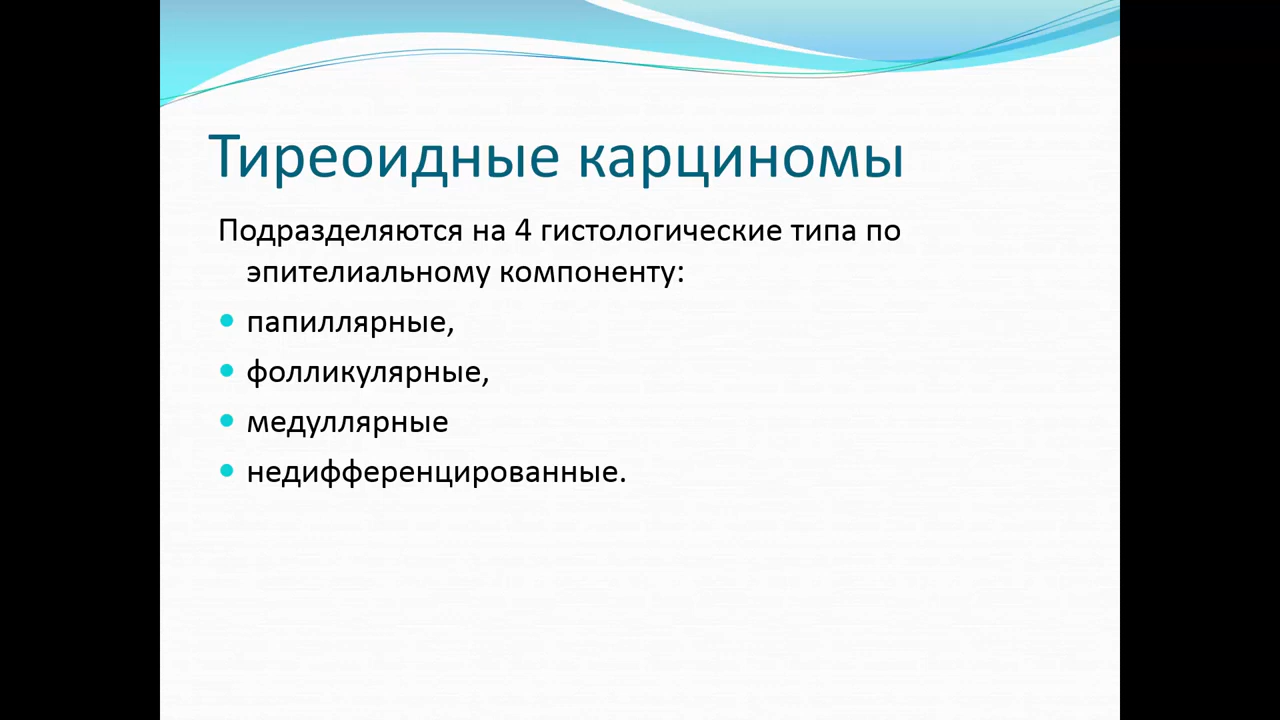 Тиреоидные карциномы
Подразделяются на 4 гистологические типа по
эпителиальному компоненту:
папиллярные,
фолликулярные,
медуллярные
недифференцированные.